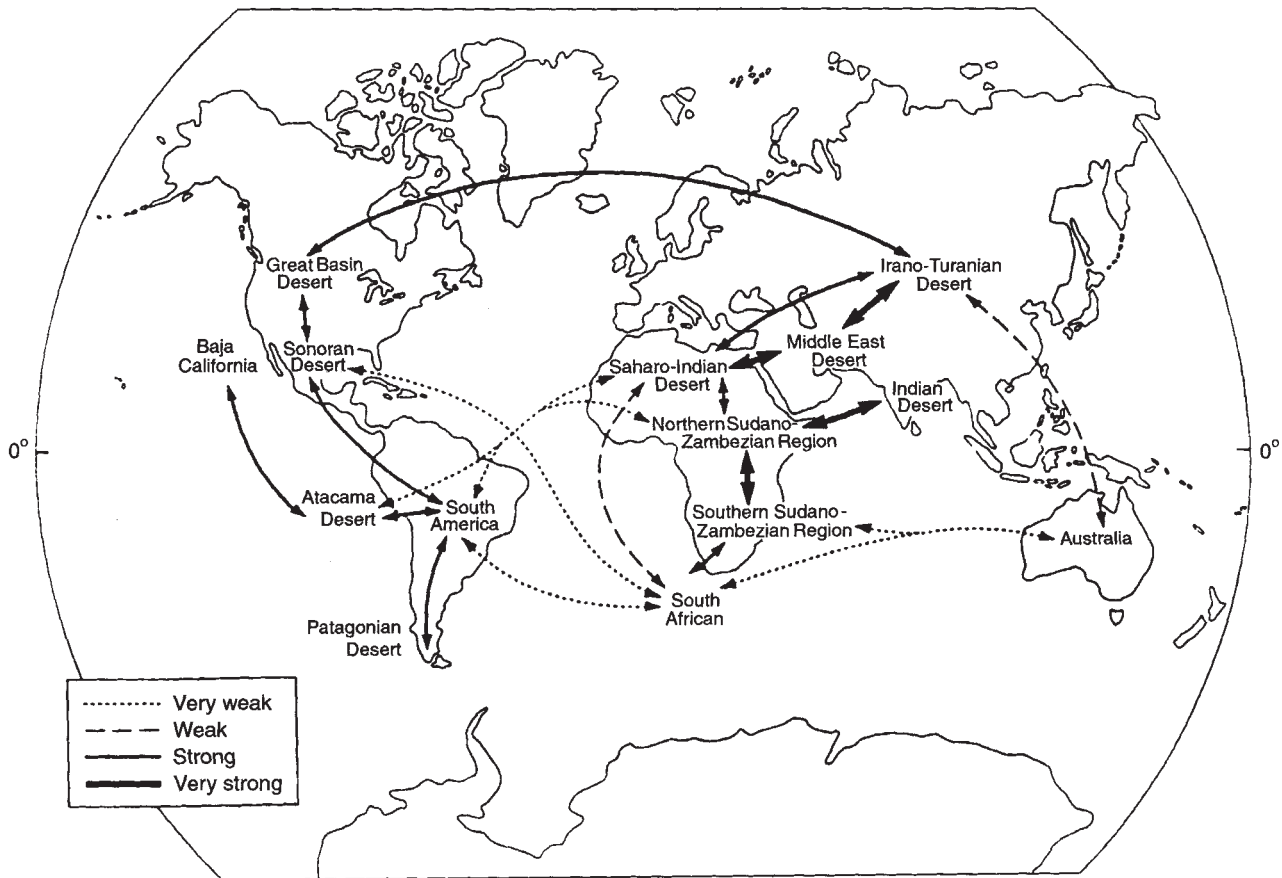 Great Basin
Desert
Irano-Turanian
Desert
Baja
California
Sonoran
Desert
Saharo-Indian
Desert
Middle East
Desert
Indian
Desert
Northern Sudano-
Zambezian Region
0°
0°
Atacama
Desert
South
America
Southern Sudano-
Zambezian Region
Australia
South
African
Patagonian
Desert
Very weak
Weak
Strong
Very strong